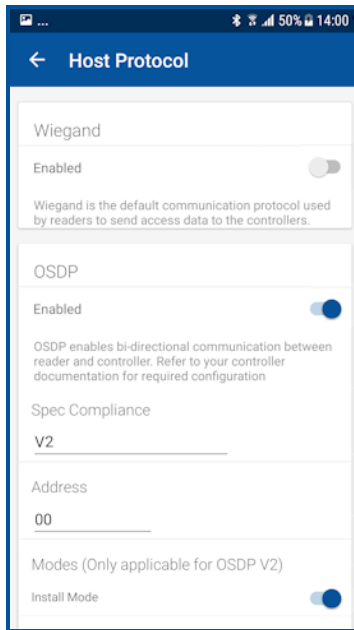 ... 50% 14:00
Host Protocol
Wiegand
Enabled
Wiegand is the default communication protocol used
by readers to send access data to the controllers.
OSDP
Enabled
OSDP enables bi-directional communication between
reader and controller. Refer to your controller
documentation for required configuration
Spec Compliance
V2
Address
00
Modes (Only applicable for OSDP V2)
Install Mode